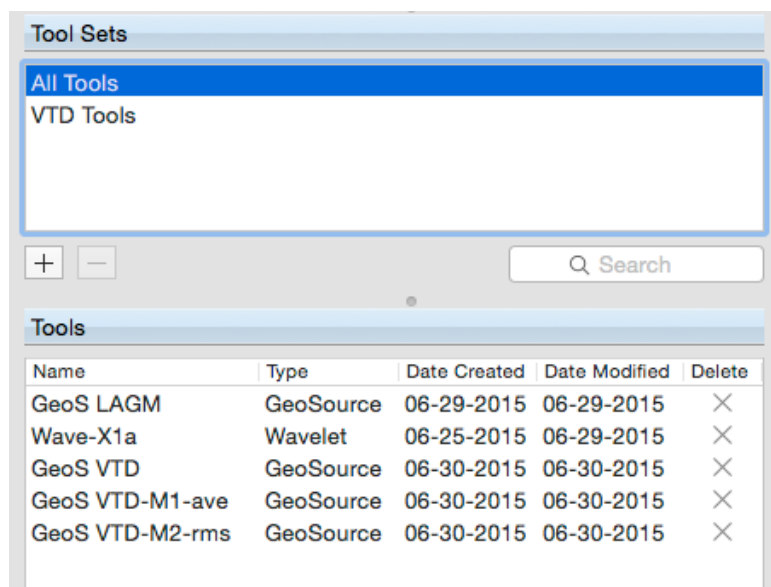 Tool Sets
All Tools
VTD Tools
Search
Tools
Name Type Date Created Date Modified Delete
GeoS LAGM GeoSource 06-29-2015 06-29-2015
Wave-X1a Wavelet 06-25-2015 06-29-2015
GeoS VTD GeoSource 06-30-2015 06-30-2015
GeoS VTD-M1-ave GeoSource 06-30-2015 06-30-2015
GeoS VTD-M2-rms GeoSource 06-30-2015 06-30-2015